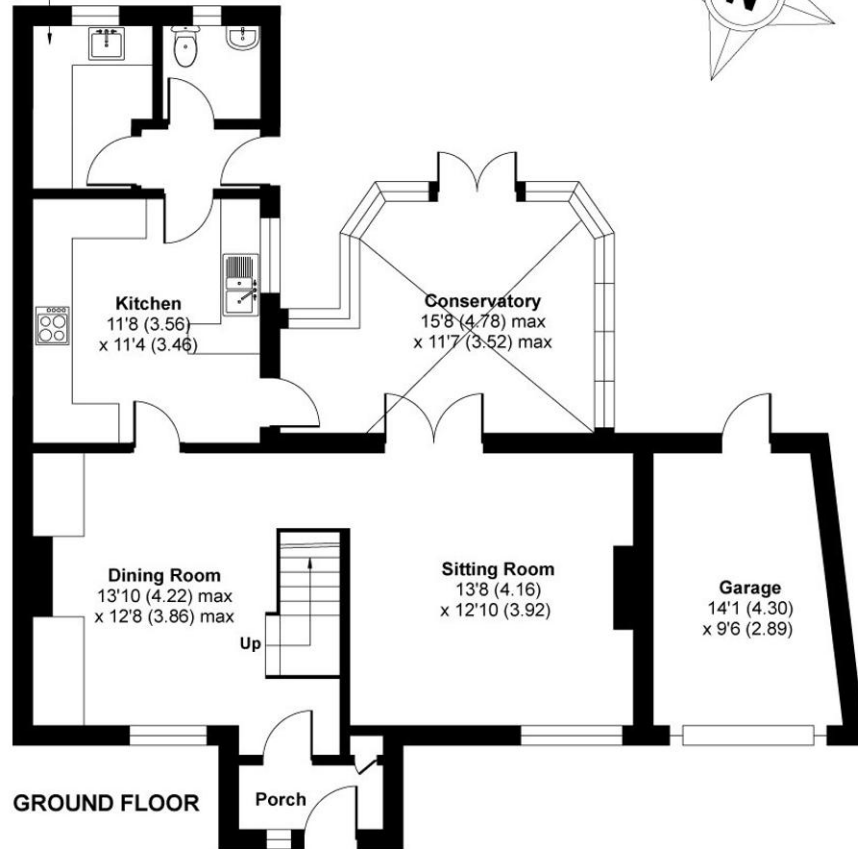 N
Kitchen
11'8 (3.56)
x 11'4 (3.46)
Conservatory
15'8 (4.78) max
x 11'7 (3.52) max
Dining Room
13'10 (4.22) max
x 12'8 (3.86) max
Up
Sitting Room
13'8 (4.16)
x 12'10 (3.92)
Garage
14'1 (4.30)
x 9'6 (2.89)
Porch
GROUND FLOOR